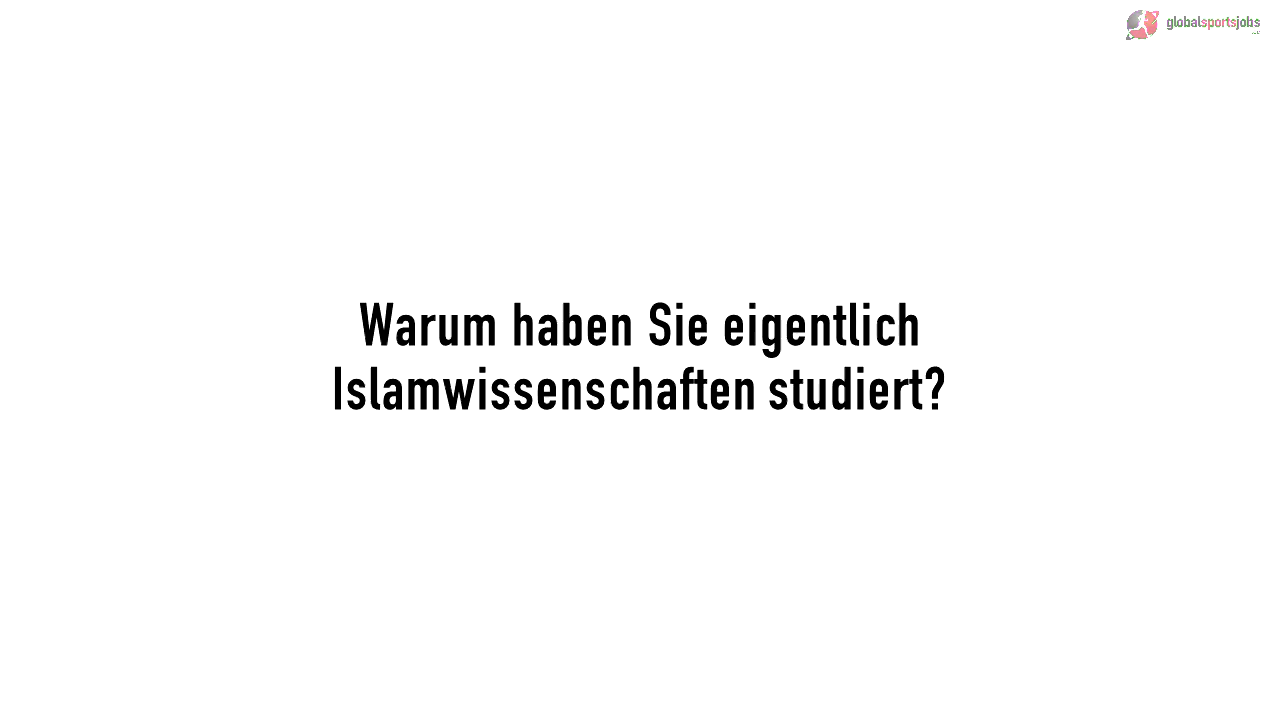 globalsportsjobs
Warum haben Sie eigentlich
Islamwissenschaften studiert?